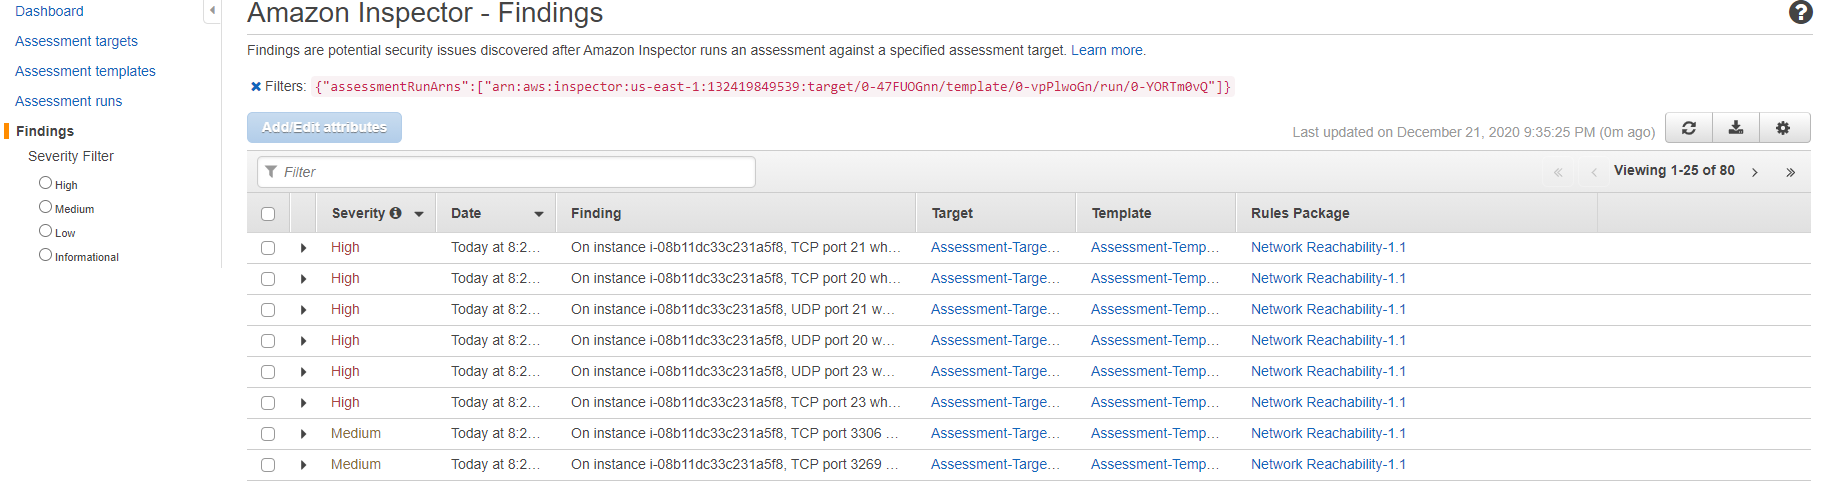 Dashboard
Assessment targets
Assessment templates
Assessment runs
Findings
Severity Filter
High
Medium
Low
Informational
Amazon Inspector - Findings
Findings are potential security issues discovered after Amazon Inspector runs an assessment against a specified assessment target. Learn more.
Filters: {"assessmentRunArns":["arn:aws:inspector:us-east-1:132419849539:target/0-47FUOGnn/template/0-vpPlwoGn/run/0-YORTm0vQ"]}
Add/Edit attributes
Last updated on December 21, 2020 9:35:25 PM (0m ago)
Filter
« ‹ Viewing 1-25 of 80 › »
Severity Date Finding Target Template Rules Package
High Today at 8:2... On instance i-08b11dc33c231a5f8, TCP port 21 wh... Assessment-Targe... Assessment-Temp... Network Reachability-1.1
High Today at 8:2... On instance i-08b11dc33c231a5f8, TCP port 20 wh... Assessment-Targe... Assessment-Temp... Network Reachability-1.1
High Today at 8:2... On instance i-08b11dc33c231a5f8, UDP port 21 w... Assessment-Targe... Assessment-Temp... Network Reachability-1.1
High Today at 8:2... On instance i-08b11dc33c231a5f8, UDP port 20 w... Assessment-Targe... Assessment-Temp... Network Reachability-1.1
High Today at 8:2... On instance i-08b11dc33c231a5f8, UDP port 23 w... Assessment-Targe... Assessment-Temp... Network Reachability-1.1
High Today at 8:2... On instance i-08b11dc33c231a5f8, TCP port 23 wh... Assessment-Targe... Assessment-Temp... Network Reachability-1.1
Medium Today at 8:2... On instance i-08b11dc33c231a5f8, TCP port 3306 ... Assessment-Targe... Assessment-Temp... Network Reachability-1.1
Medium Today at 8:2... On instance i-08b11dc33c231a5f8, TCP port 3269 ... Assessment-Targe... Assessment-Temp... Network Reachability-1.1